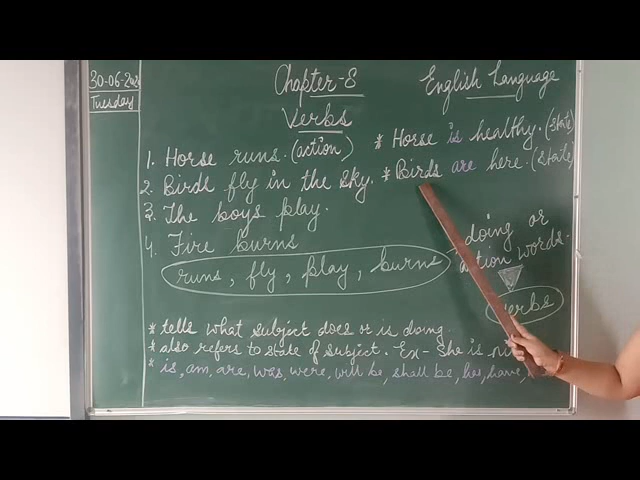 30-06-202
Tuesday
Chapter-8
English Language
Verbs
1. Horse runs. (action)
* Horse is healthy. (state)
2. Birds fly in the sky.
* Birds are here. (state)
3. The boys play.
4. Fire burns
runs, fly, play, burns
doing or
action words.
verbs
* tells what subject does or is doing.
* also refers to state of subject. Ex- She is
* is, am, are, was, were, will be, shall be, has, have,